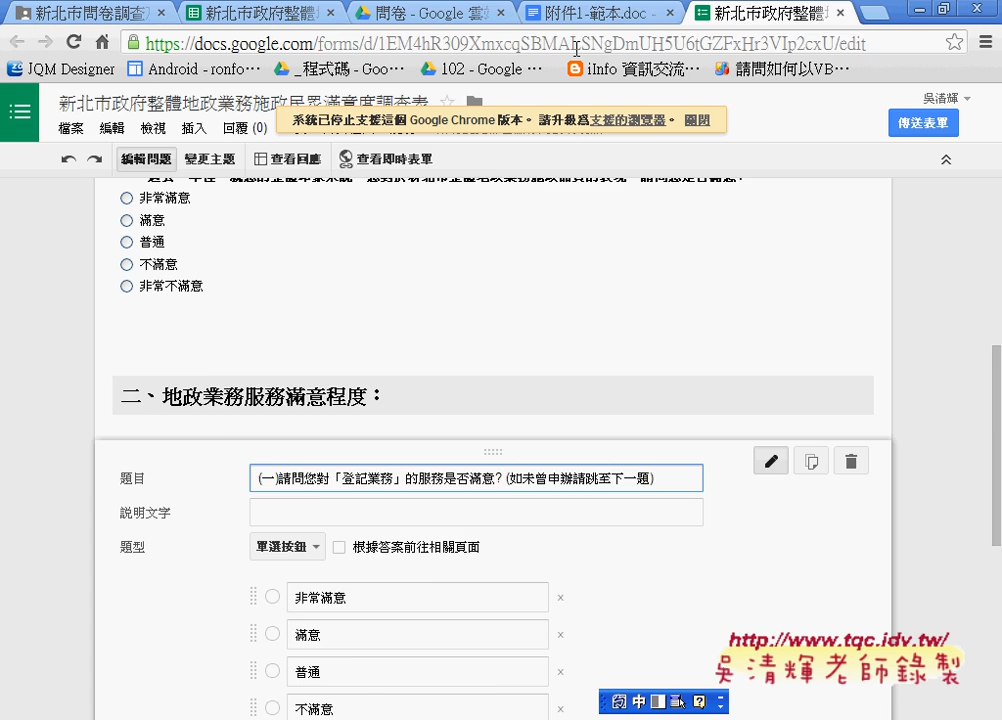 新北市問卷調查 × 新北市政府整體 × 問卷 - Google 雲端 × 附件1-範本.doc - × 新北市政府整體 ×
https://docs.google.com/forms/d/1EM4hR309XmxcqSBMAFSNgDmUH5U6tGZFxHr3VIp2cxU/edit
JQM Designer Android - ronfo··· _程式碼 - Goo··· 102 - Google ··· iInfo 資訊交流··· 請問如何以VB···
新北市政府整體地政業務施政民眾滿意度調查表 吳清輝
系統已停止支援這個 Google Chrome 版本。 請升級為支援的瀏覽器。 關閉
檔案 編輯 檢視 插入 回覆 (0) 傳送表單
編輯問題 變更主題 查看回應 查看即時表單
非常滿意
滿意
普通
不滿意
非常不滿意
二、地政業務服務滿意程度：
題目 (一)請問您對「登記業務」的服務是否滿意? (如未曾申辦請跳至下一題)
說明文字
題型 單選按鈕 根據答案前往相關頁面
非常滿意 x
滿意 x
普通 x
不滿意 x
http://www.tqc.idv.tw/
吳清輝老師錄製
中